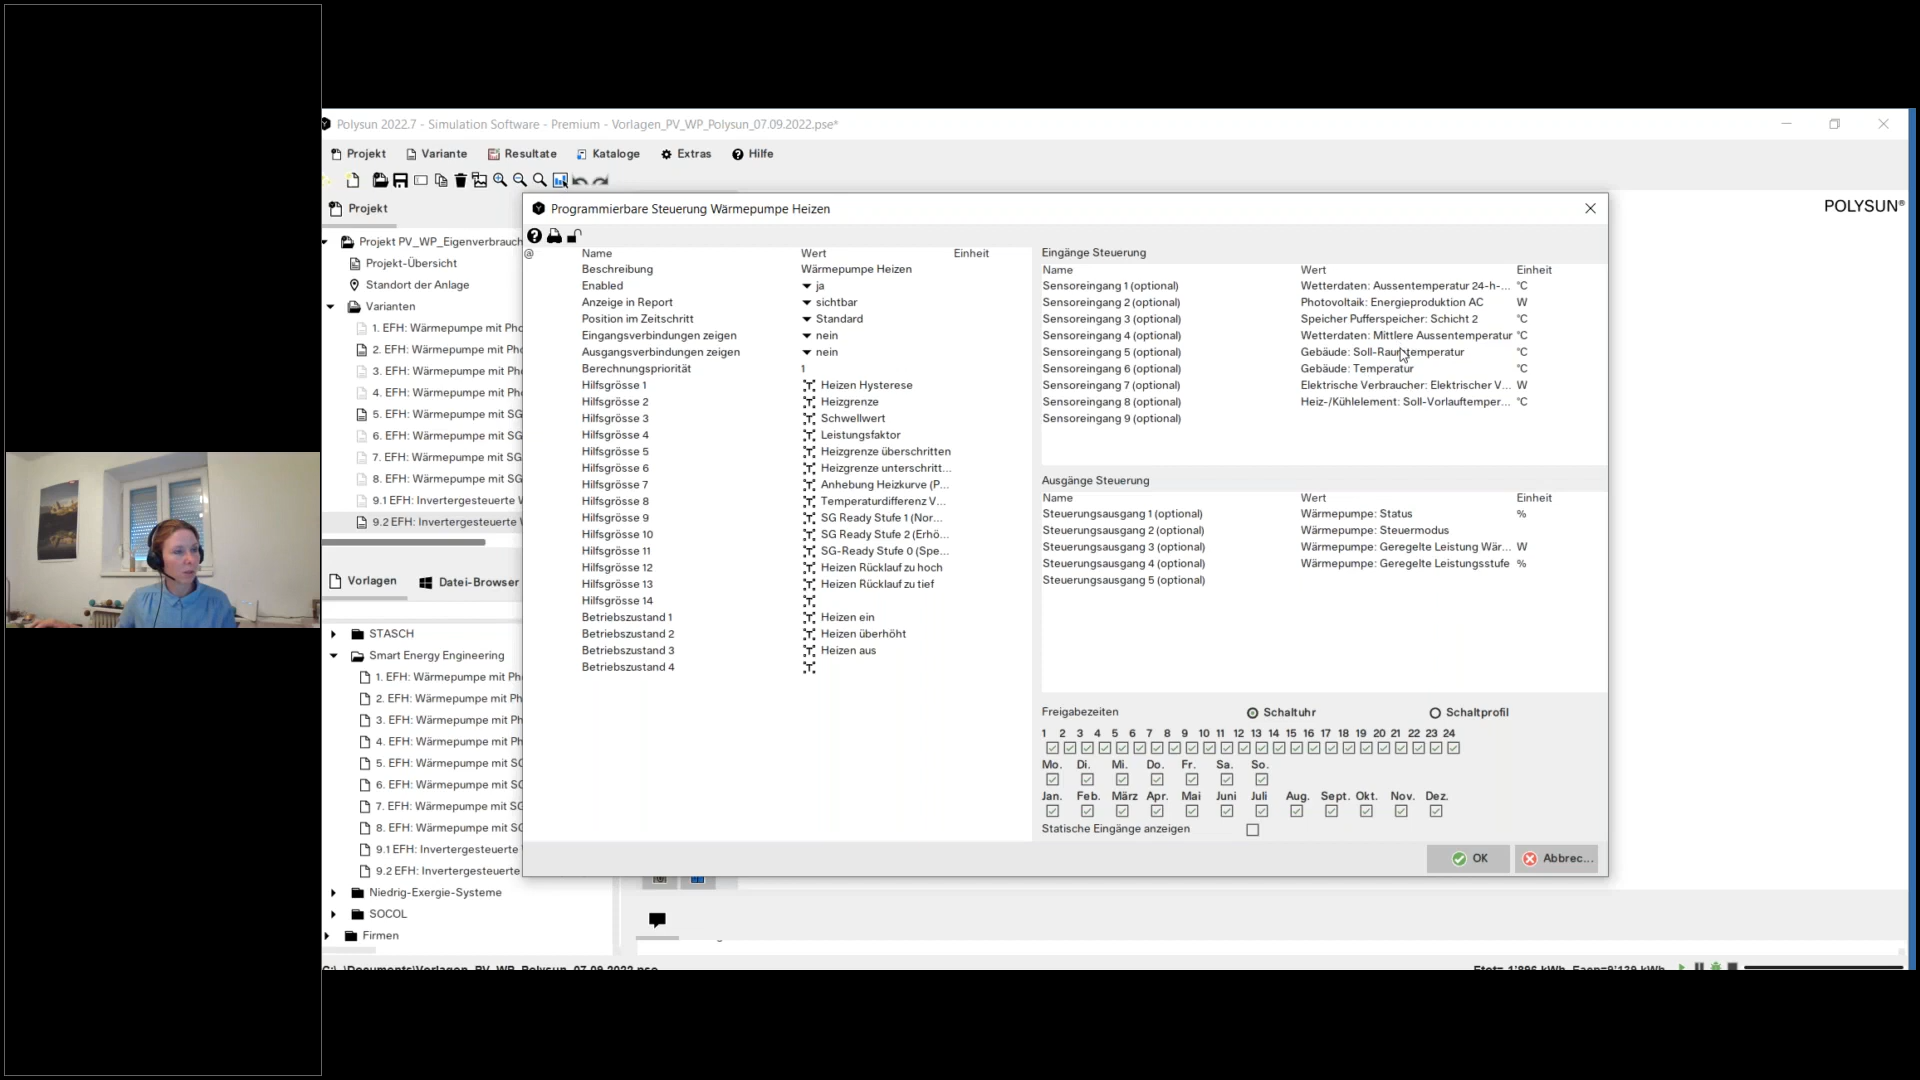 Polysun 2022.7 - Simulation Software - Premium - Vorlagen_PV_WP_Polysun_07.09.2022.pse*
Projekt Variante Resultate Kataloge Extras Hilfe
POLYSUN®
Projekt
Projekt PV_WP_Eigenverbrauch
Projekt-Übersicht
Standort der Anlage
Varianten
1. EFH: Wärmepumpe mit Pho
2. EFH: Wärmepumpe mit Pho
3. EFH: Wärmepumpe mit Pho
4. EFH: Wärmepumpe mit Pho
5. EFH: Wärmepumpe mit SG
6. EFH: Wärmepumpe mit SG
7. EFH: Wärmepumpe mit SG
8. EFH: Wärmepumpe mit SG
9.1 EFH: Invertergesteuerte
9.2 EFH: Invertergesteuerte
Vorlagen Datei-Browser
STASCH
Smart Energy Engineering
1. EFH: Wärmepumpe mit Ph
2. EFH: Wärmepumpe mit Ph
3. EFH: Wärmepumpe mit Ph
4. EFH: Wärmepumpe mit Ph
5. EFH: Wärmepumpe mit SG
6. EFH: Wärmepumpe mit SG
7. EFH: Wärmepumpe mit SG
8. EFH: Wärmepumpe mit SG
9.1 EFH: Invertergesteuerte
9.2 EFH: Invertergesteuerte
Niedrig-Exergie-Systeme
SOCOL
Firmen
Programmierbare Steuerung Wärmepumpe Heizen
@ Name Wert Einheit
Beschreibung Wärmepumpe Heizen
Enabled ja
Anzeige in Report sichtbar
Position im Zeitschritt Standard
Eingangsverbindungen zeigen nein
Ausgangsverbindungen zeigen nein
Berechnungspriorität 1
Hilfsgrösse 1 Heizen Hysterese
Hilfsgrösse 2 Heizgrenze
Hilfsgrösse 3 Schwellwert
Hilfsgrösse 4 Leistungsfaktor
Hilfsgrösse 5 Heizgrenze überschritten
Hilfsgrösse 6 Heizgrenze unterschritt...
Hilfsgrösse 7 Anhebung Heizkurve (P...
Hilfsgrösse 8 Temperaturdifferenz V...
Hilfsgrösse 9 SG Ready Stufe 1 (Nor...
Hilfsgrösse 10 SG Ready Stufe 2 (Erhö...
Hilfsgrösse 11 SG-Ready Stufe 0 (Spe...
Hilfsgrösse 12 Heizen Rücklauf zu hoch
Hilfsgrösse 13 Heizen Rücklauf zu tief
Hilfsgrösse 14
Betriebszustand 1 Heizen ein
Betriebszustand 2 Heizen überhöht
Betriebszustand 3 Heizen aus
Betriebszustand 4
Eingänge Steuerung
Name Wert Einheit
Sensoreingang 1 (optional) Wetterdaten: Aussentemperatur 24-h-... °C
Sensoreingang 2 (optional) Photovoltaik: Energieproduktion AC W
Sensoreingang 3 (optional) Speicher Pufferspeicher: Schicht 2 °C
Sensoreingang 4 (optional) Wetterdaten: Mittlere Aussentemperatur °C
Sensoreingang 5 (optional) Gebäude: Soll-Raumtemperatur °C
Sensoreingang 6 (optional) Gebäude: Temperatur °C
Sensoreingang 7 (optional) Elektrische Verbraucher: Elektrischer V... W
Sensoreingang 8 (optional) Heiz-/Kühlelement: Soll-Vorlauftemper... °C
Sensoreingang 9 (optional)
Ausgänge Steuerung
Name Wert Einheit
Steuerungsausgang 1 (optional) Wärmepumpe: Status %
Steuerungsausgang 2 (optional) Wärmepumpe: Steuermodus
Steuerungsausgang 3 (optional) Wärmepumpe: Geregelte Leistung Wär... W
Steuerungsausgang 4 (optional) Wärmepumpe: Geregelte Leistungsstufe %
Steuerungsausgang 5 (optional)
Freigabezeiten Schaltuhr Schaltprofil
1 2 3 4 5 6 7 8 9 10 11 12 13 14 15 16 17 18 19 20 21 22 23 24
Mo. Di. Mi. Do. Fr. Sa. So.
Jan. Feb. März Apr. Mai Juni Juli Aug. Sept. Okt. Nov. Dez.
Statische Eingänge anzeigen
OK Abbrec...
C:\...\Documents\Vorlagen_PV_WP_Polysun_07.09.2022.pse